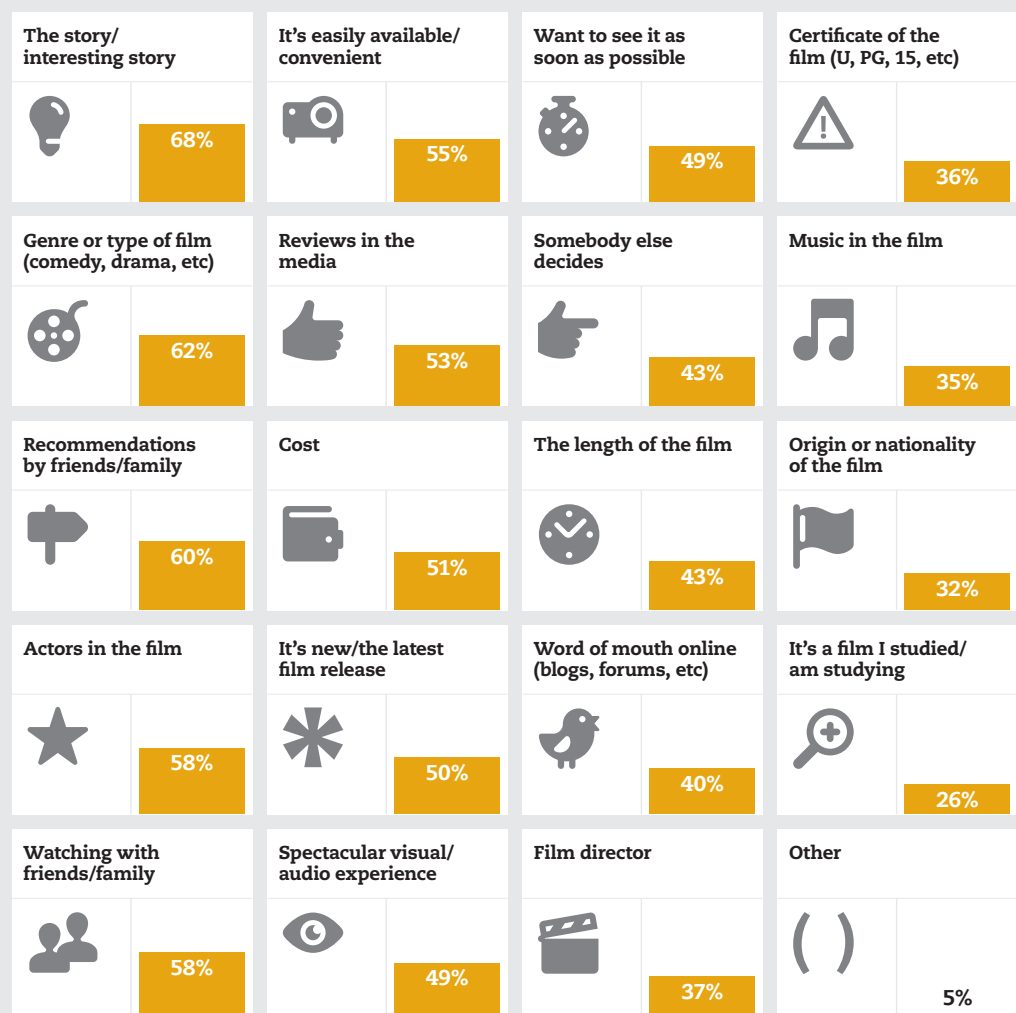 The story/
interesting story
68%
It’s easily available/
convenient
55%
Want to see it as
soon as possible
49%
Certificate of the
film (U, PG, 15, etc)
36%
Genre or type of film
(comedy, drama, etc)
62%
Reviews in the
media
53%
Somebody else
decides
43%
Music in the film
35%
Recommendations
by friends/family
60%
Cost
51%
The length of the film
43%
Origin or nationality
of the film
32%
Actors in the film
58%
It’s new/the latest
film release
50%
Word of mouth online
(blogs, forums, etc)
40%
It’s a film I studied/
am studying
26%
Watching with
friends/family
58%
Spectacular visual/
audio experience
49%
Film director
37%
Other
5%